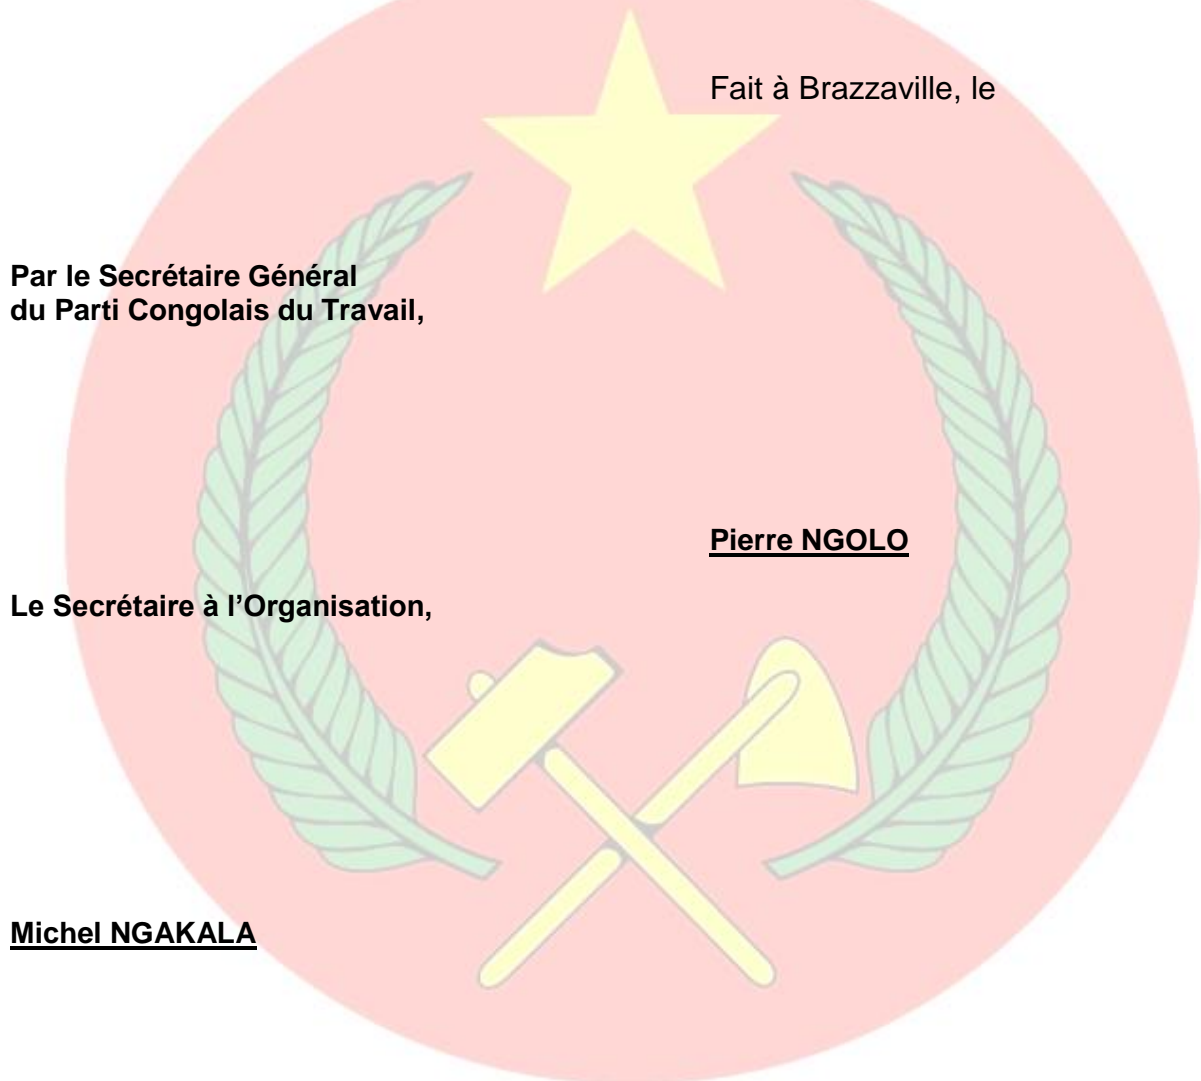 Fait à Brazzaville, le
Par le Secrétaire Général
du Parti Congolais du Travail,
Pierre NGOLO
Le Secrétaire à l’Organisation,
Michel NGAKALA